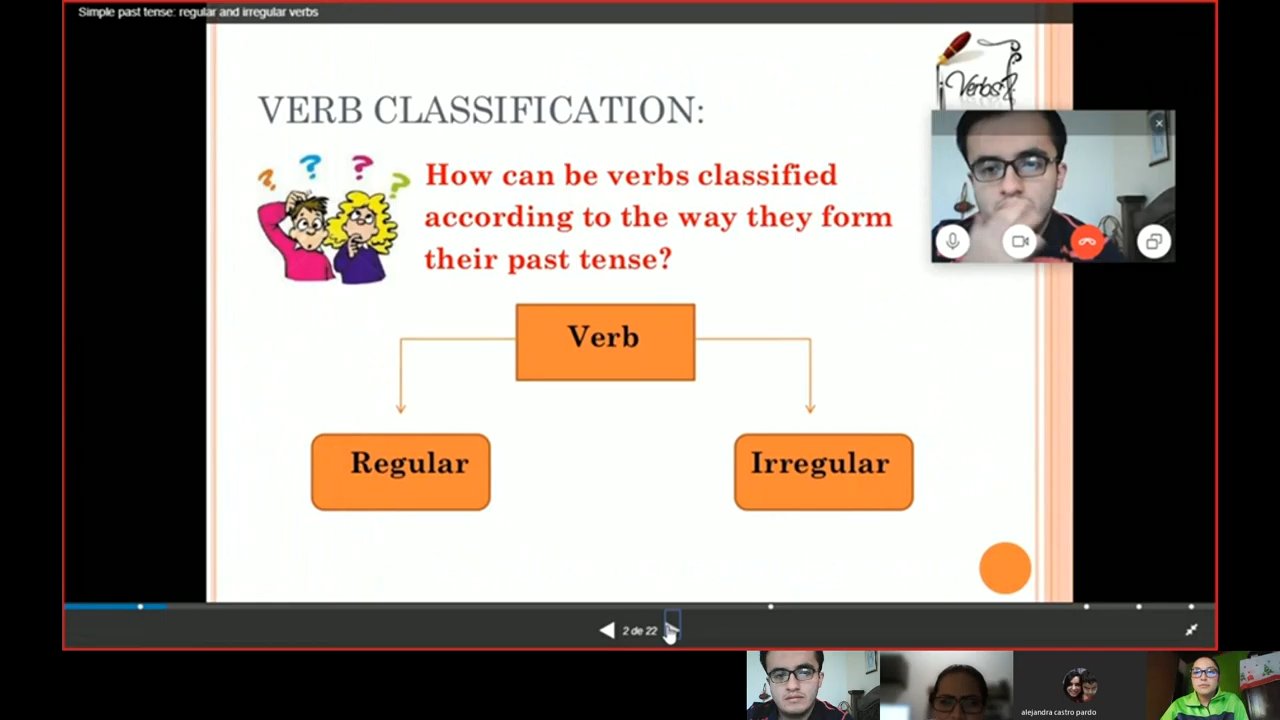 Simple past tense: regular and irregular verbs
Verbs?
VERB CLASSIFICATION:
How can be verbs classified
according to the way they form
their past tense?
Verb
Regular
Irregular
2 de 22
alejandra castro pardo